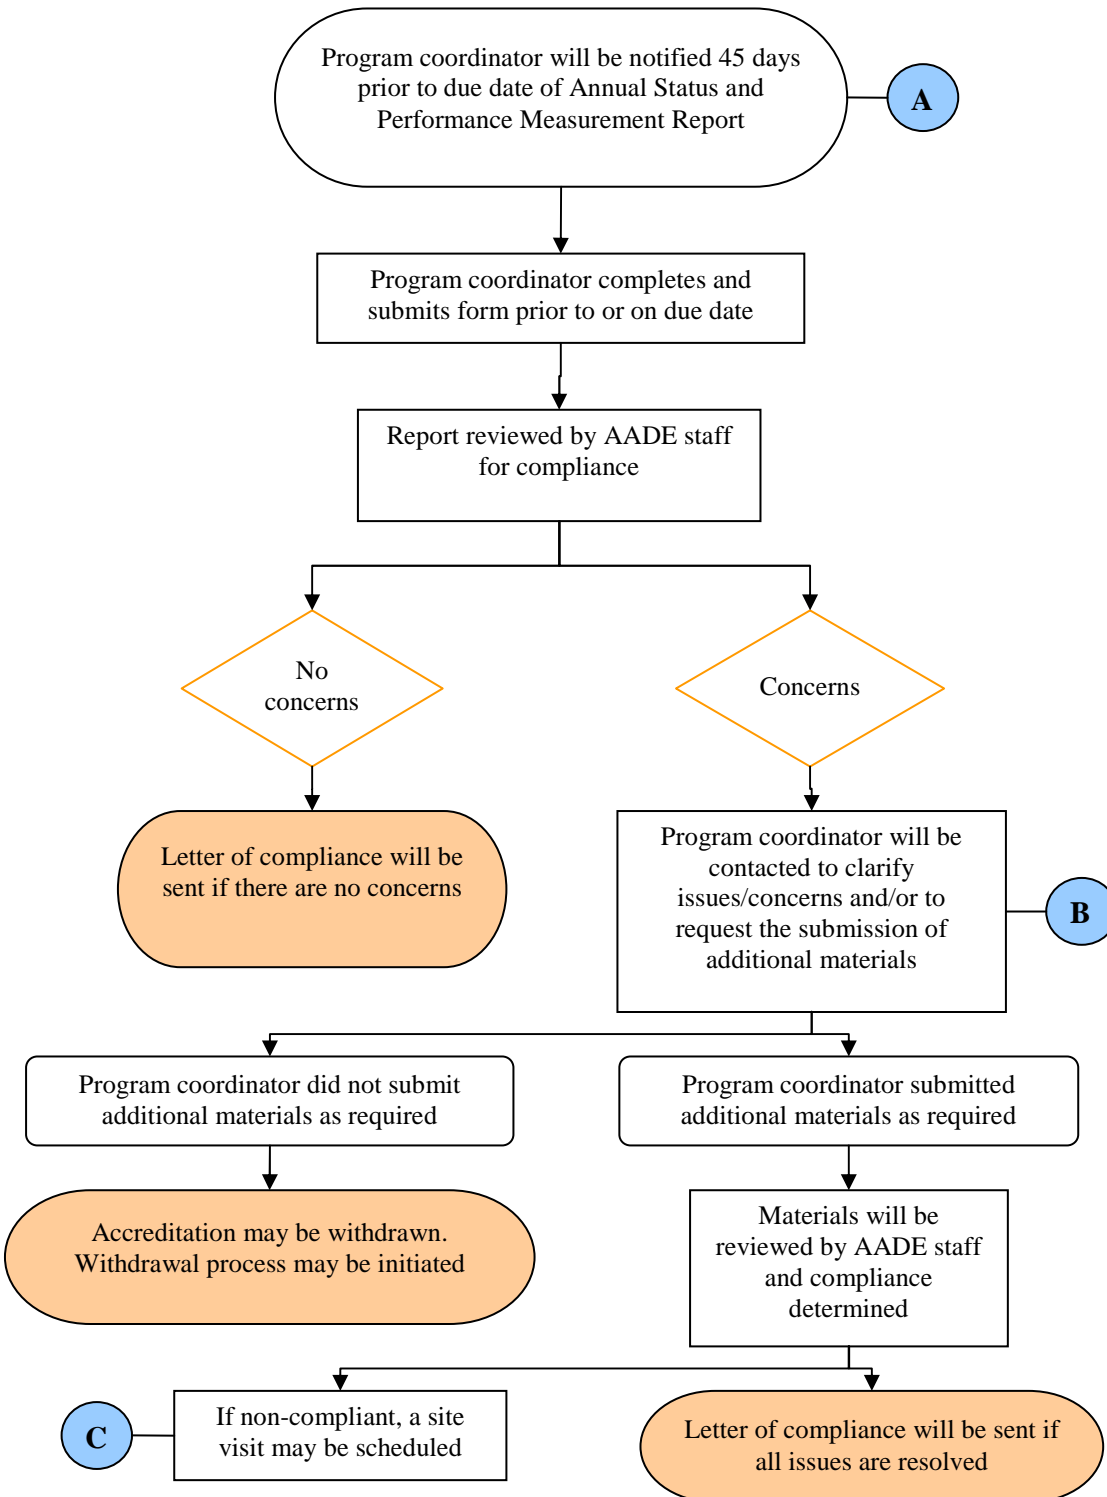 Program coordinator will be notified 45 days
prior to due date of Annual Status and
Performance Measurement Report
A
Program coordinator completes and
submits form prior to or on due date
Report reviewed by AADE staff
for compliance
No
concerns
Concerns
Letter of compliance will be
sent if there are no concerns
Program coordinator will be
contacted to clarify
issues/concerns and/or to
request the submission of
additional materials
B
Program coordinator did not submit
additional materials as required
Program coordinator submitted
additional materials as required
Accreditation may be withdrawn.
Withdrawal process may be initiated
Materials will be
reviewed by AADE staff
and compliance
determined
C
If non-compliant, a site
visit may be scheduled
Letter of compliance will be sent if
all issues are resolved